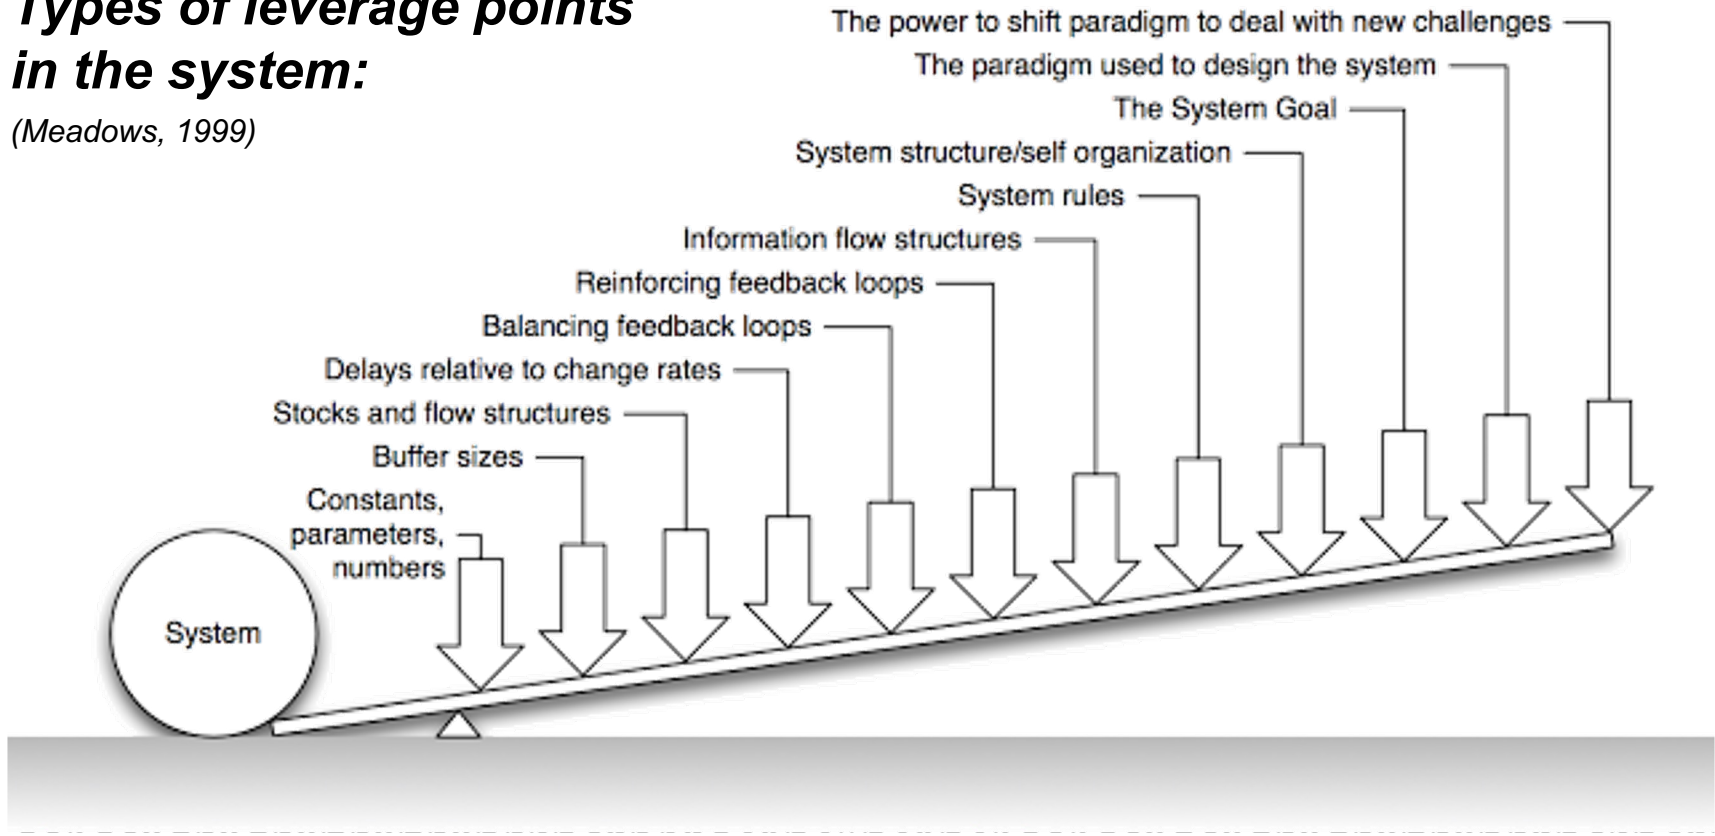 Types of leverage points
in the system:
(Meadows, 1999)
The power to shift paradigm to deal with new challenges
The paradigm used to design the system
The System Goal
System structure/self organization
System rules
Information flow structures
Reinforcing feedback loops
Balancing feedback loops
Delays relative to change rates
Stocks and flow structures
Buffer sizes
Constants,
parameters,
numbers
System